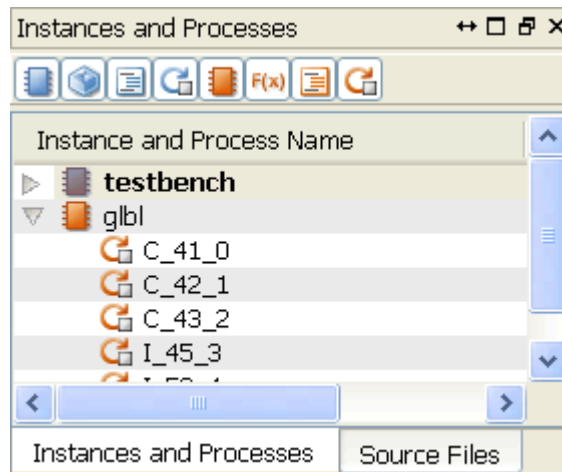 Instances and Processes
F(x)
Instance and Process Name
testbench
glbl
C_41_0
C_42_1
C_43_2
I_45_3
Instances and Processes
Source Files